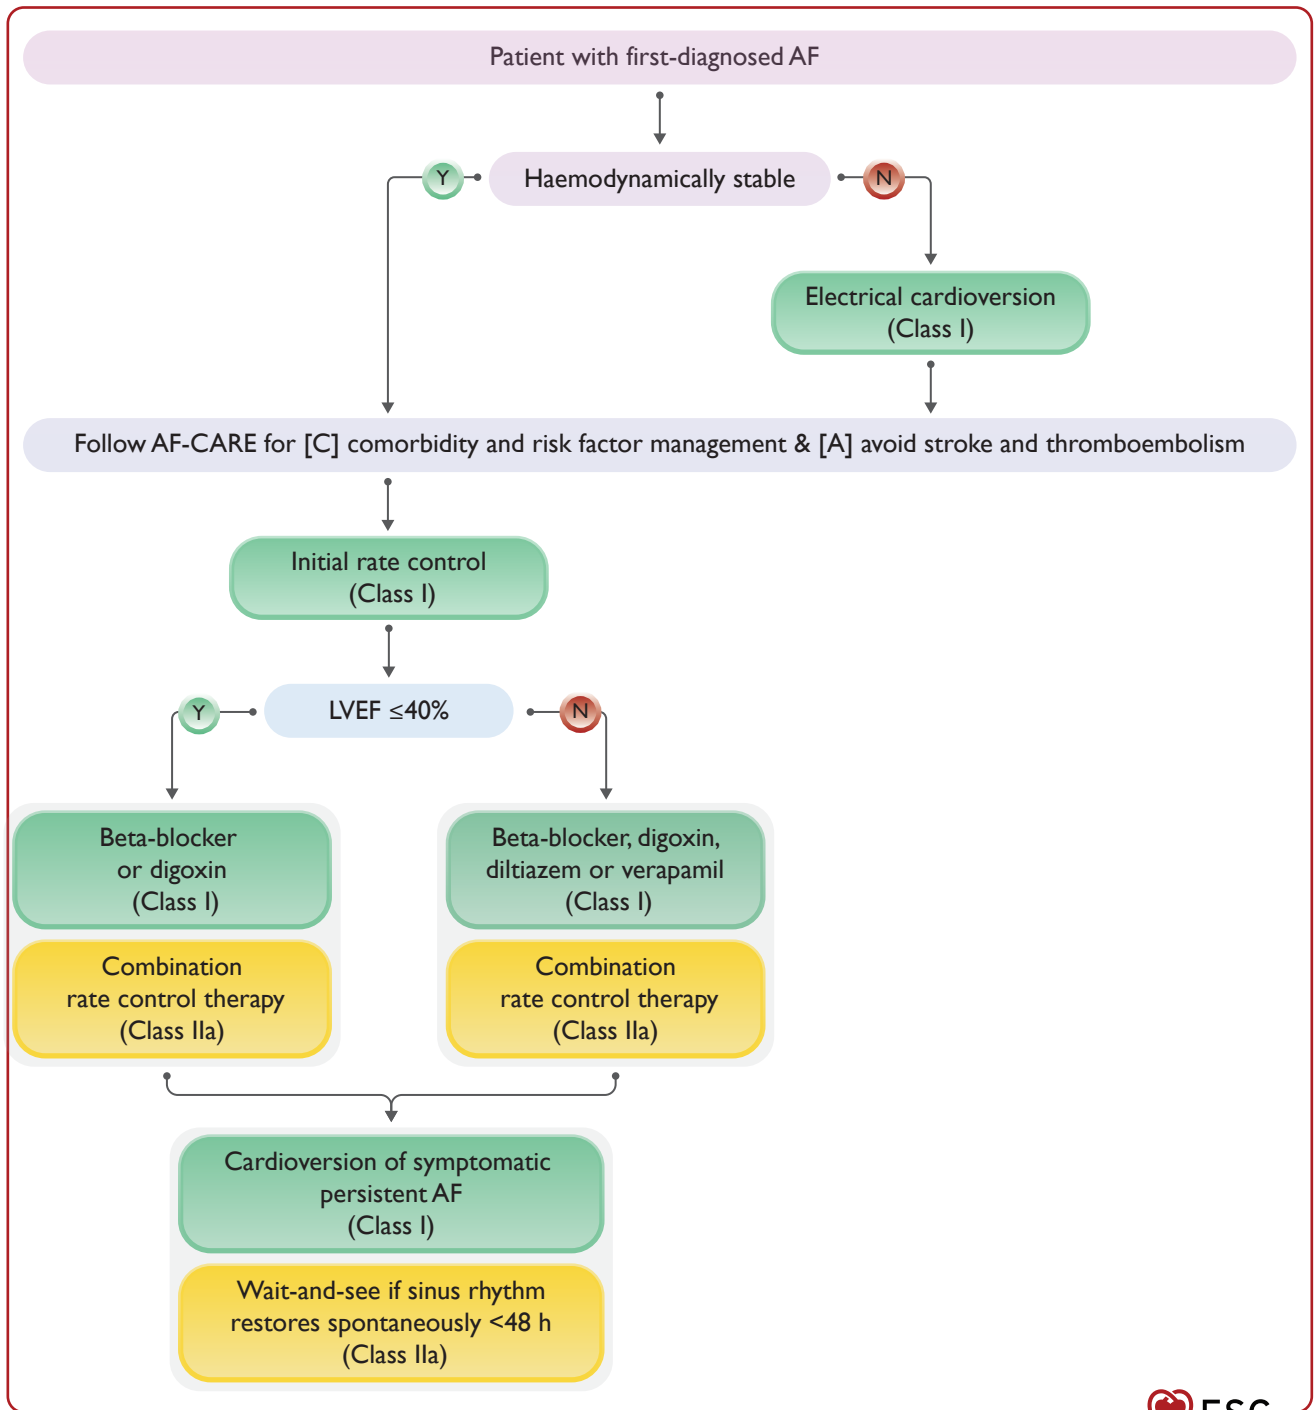 Patient with first-diagnosed AF
Y
Haemodynamically stable
N
Electrical cardioversion
(Class I)
Follow AF-CARE for [C] comorbidity and risk factor management & [A] avoid stroke and thromboembolism
Initial rate control
(Class I)
Y
LVEF ≤40%
N
Beta-blocker
or digoxin
(Class I)
Combination
rate control therapy
(Class IIa)
Beta-blocker, digoxin,
diltiazem or verapamil
(Class I)
Combination
rate control therapy
(Class IIa)
Cardioversion of symptomatic
persistent AF
(Class I)
Wait-and-see if sinus rhythm
restores spontaneously <48 h
(Class IIa)
ESC